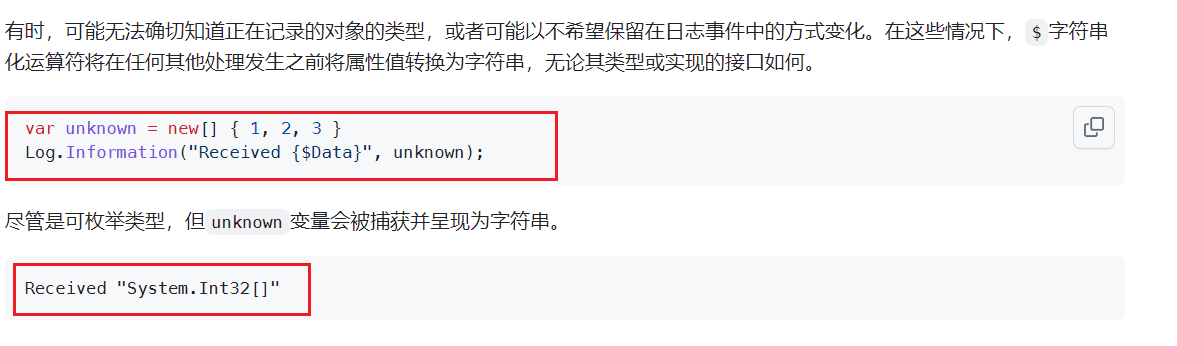 有时，可能无法确切知道正在记录的对象的类型，或者可能以不希望保留在日志事件中的方式变化。在这些情况下， $ 字符串
化运算符将在任何其他处理发生之前将属性值转换为字符串，无论其类型或实现的接口如何。
var unknown = new[] { 1, 2, 3 }
Log.Information("Received {$Data}", unknown);
尽管是可枚举类型，但 unknown 变量会被捕获并呈现为字符串。
Received "System.Int32[]"